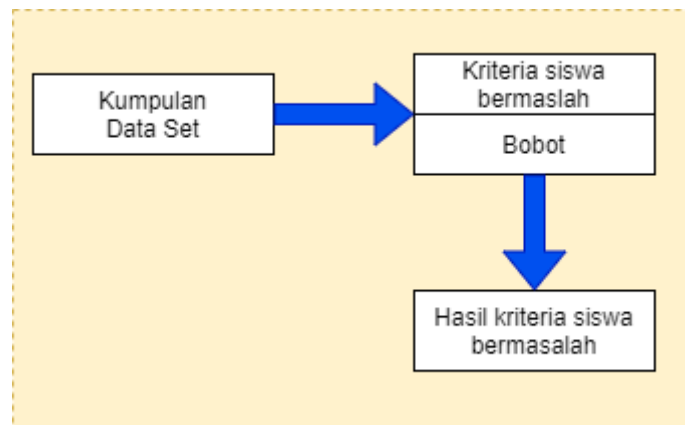 Kumpulan
Data Set
Kriteria siswa
bermaslah
Bobot
Hasil kriteria siswa
bermasalah